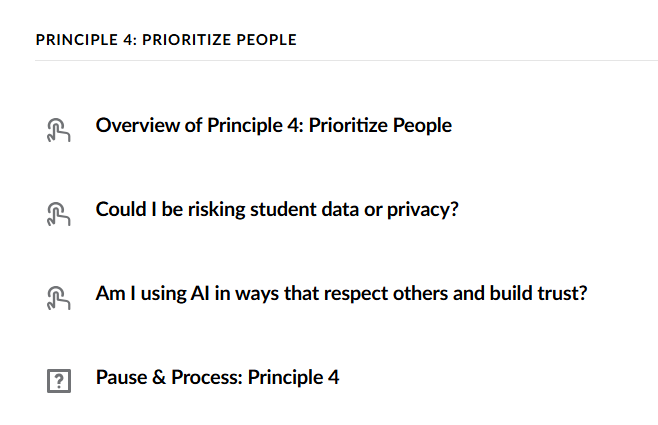 PRINCIPLE 4: PRIORITIZE PEOPLE
Overview of Principle 4: Prioritize People
Could I be risking student data or privacy?
Am I using AI in ways that respect others and build trust?
Pause & Process: Principle 4